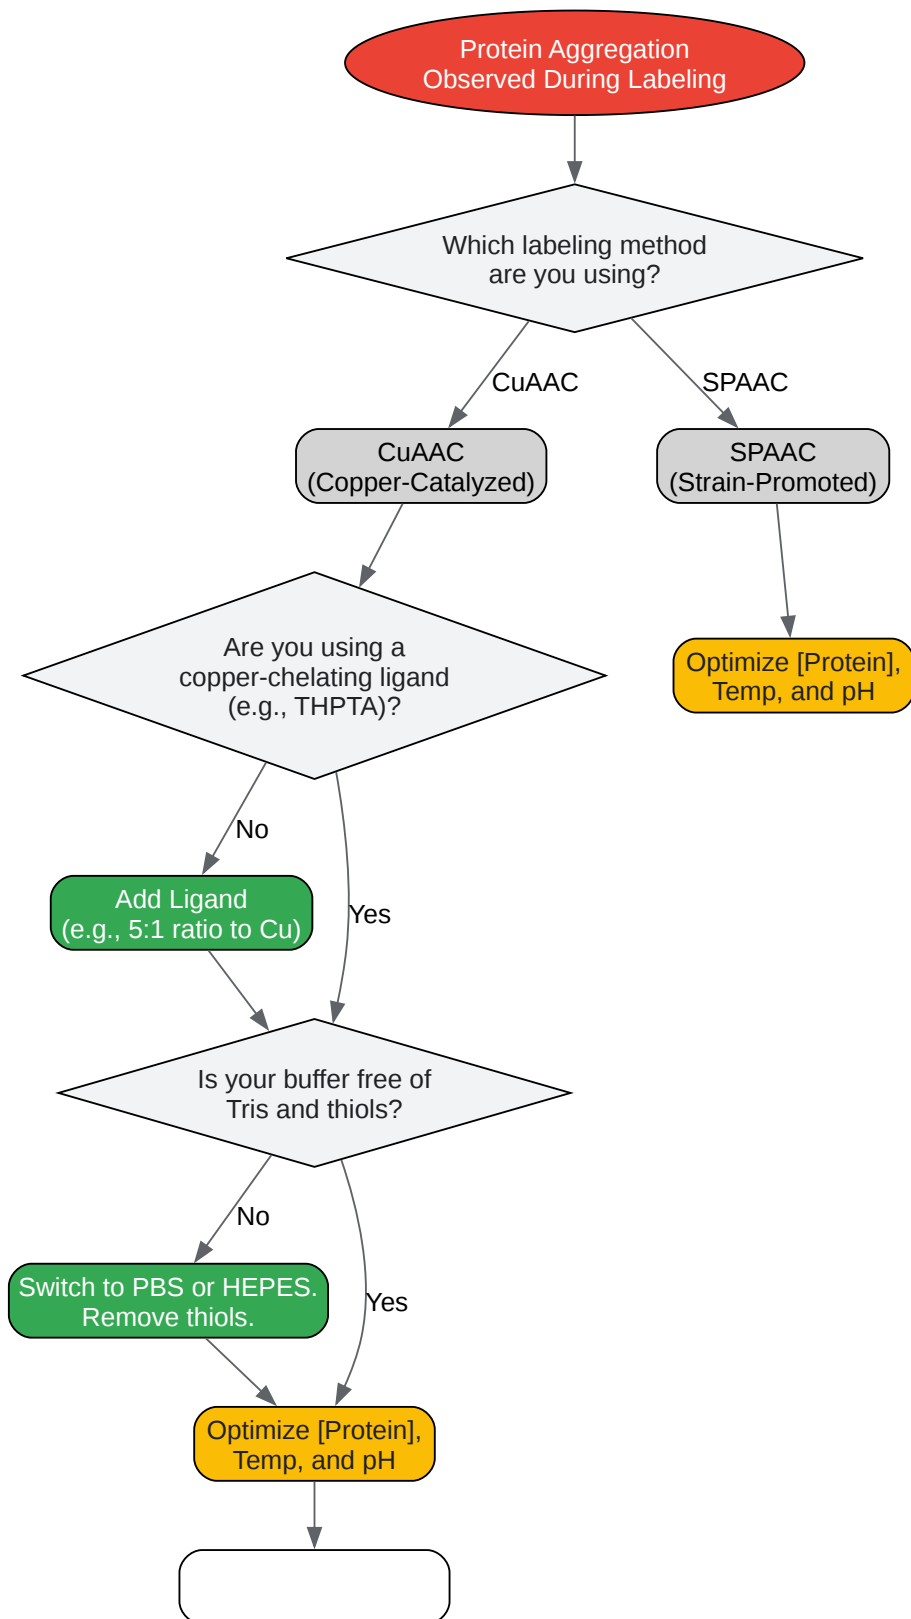 Protein Aggregation
Observed During Labeling
Which labeling method
are you using?
CuAAC
SPAAC
CuAAC
(Copper-Catalyzed)
SPAAC
(Strain-Promoted)
Are you using a
copper-chelating ligand
(e.g., THPTA)?
Optimize [Protein],
Temp, and pH
No
Add Ligand
(e.g., 5:1 ratio to Cu)
Yes
Is your buffer free of
Tris and thiols?
No
Switch to PBS or HEPES.
Remove thiols.
Yes
Optimize [Protein],
Temp, and pH